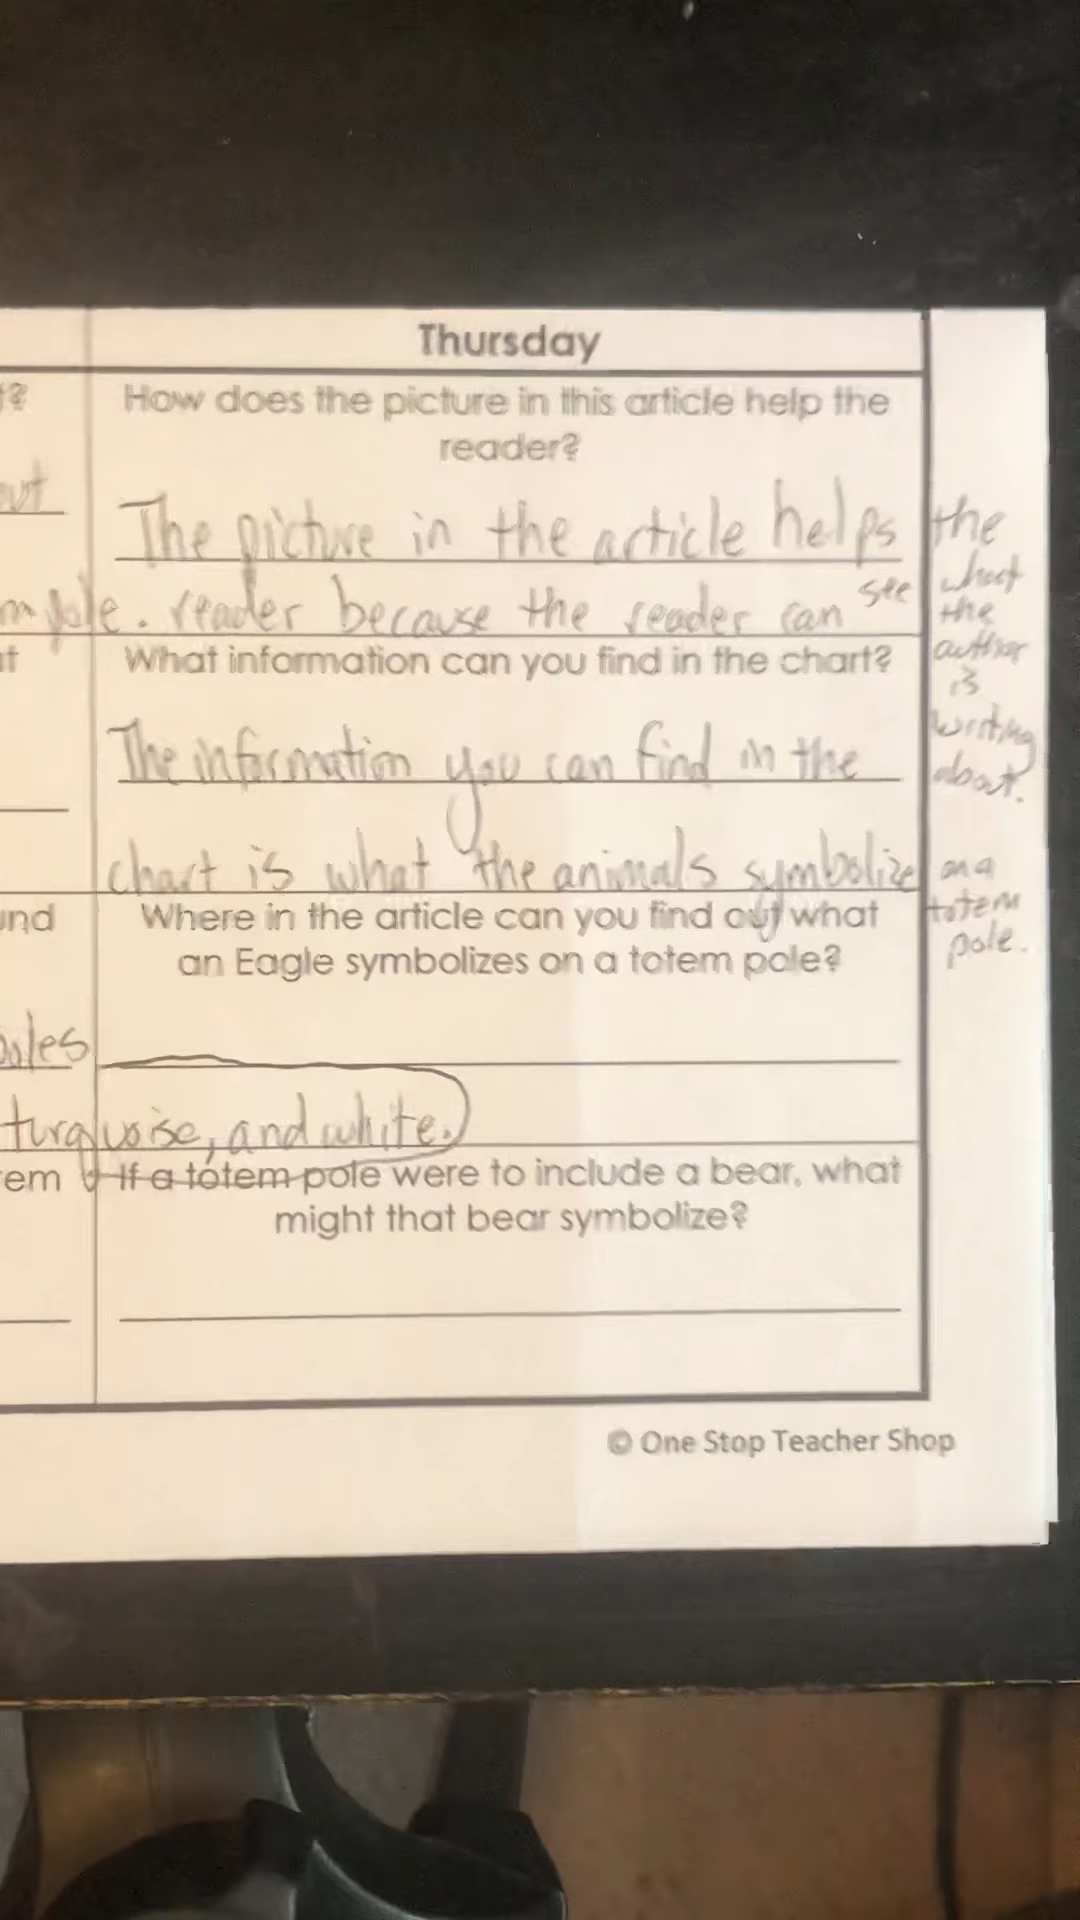 Thursday
How does the picture in this article help the
reader?
The picture in the article helps the
reader because the reader can see what
the
author
is
writing
about.
What information can you find in the chart?
The information you can find in the
chart is what the animals symbolize on a
totem
pole.
Where in the article can you find out what
an Eagle symbolizes on a totem pole?
poles
turquoise, and white.
If a totem pole were to include a bear, what
might that bear symbolize?
© One Stop Teacher Shop